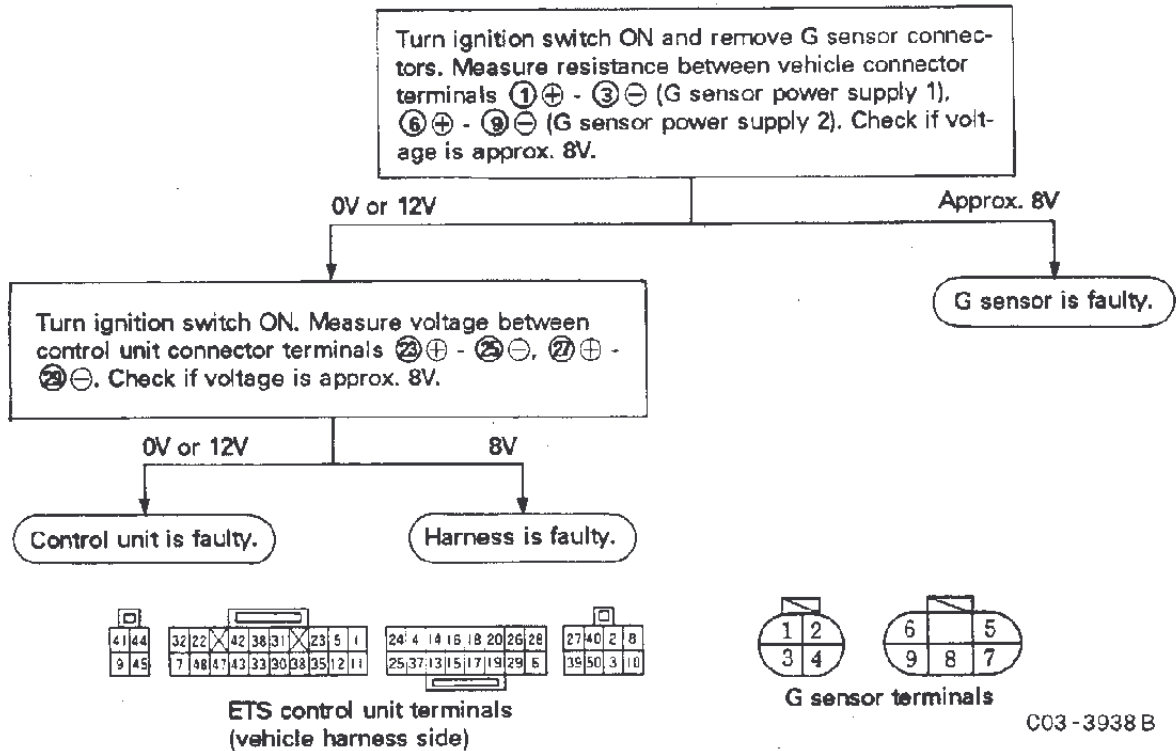 Turn ignition switch ON and remove G sensor connec-
tors. Measure resistance between vehicle connector
terminals ①⊕ - ③⊖ (G sensor power supply 1),
⑥⊕ - ⑨⊖ (G sensor power supply 2). Check if volt-
age is approx. 8V.
0V or 12V
Approx. 8V
G sensor is faulty.
Turn ignition switch ON. Measure voltage between
control unit connector terminals ㉓⊕ - ㉕⊖, ㉗⊕ -
㉙⊖. Check if voltage is approx. 8V.
0V or 12V
8V
Control unit is faulty.
Harness is faulty.
41 44
9 45
32 22 42 38 31 23 5 1
7 48 47 43 33 30 38 35 12 11
24 4 14 16 18 20 26 28
25 37 13 15 17 19 29 6
27 40 2 8
39 50 3 10
ETS control unit terminals
(vehicle harness side)
1 2
3 4
6 5
9 8 7
G sensor terminals
C03-3938B